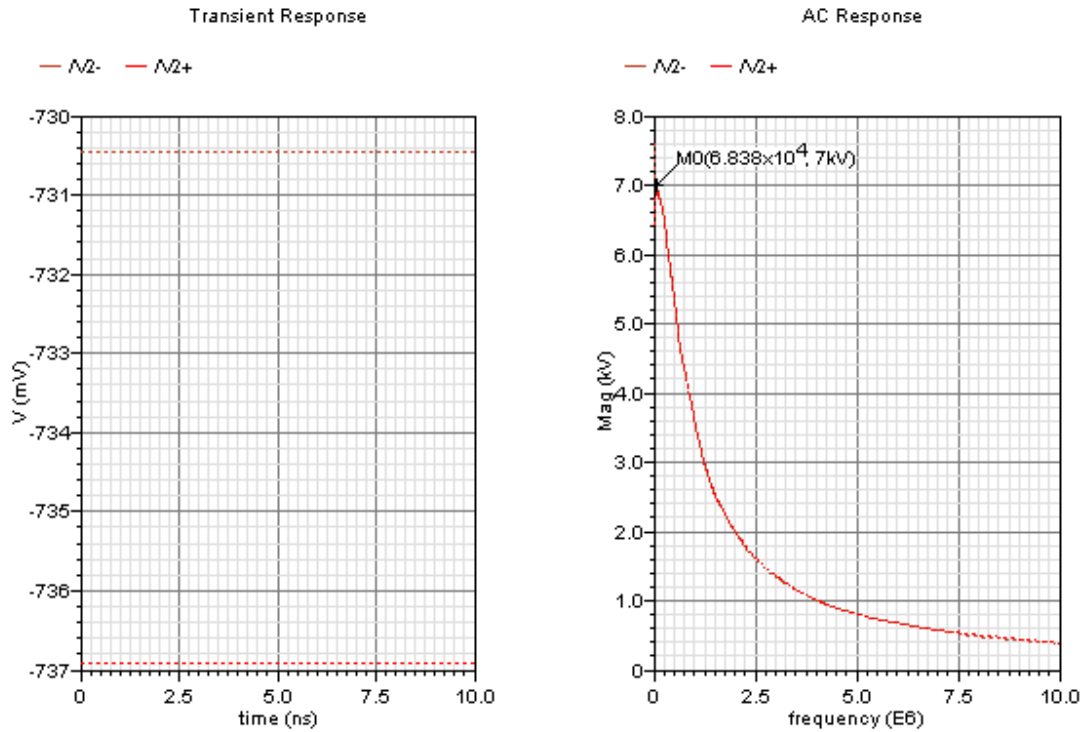 Transient Response
/V2- /V2+
-730
-731
-732
-733
-734
-735
-736
-737
V (mV)
0 2.5 5.0 7.5 10.0
time (ns)
AC Response
/V2- /V2+
8.0
7.0
6.0
5.0
4.0
3.0
2.0
1.0
0
Mag (kV)
M0(6.838x10^4, 7kV)
0 2.5 5.0 7.5 10.0
frequency (E6)